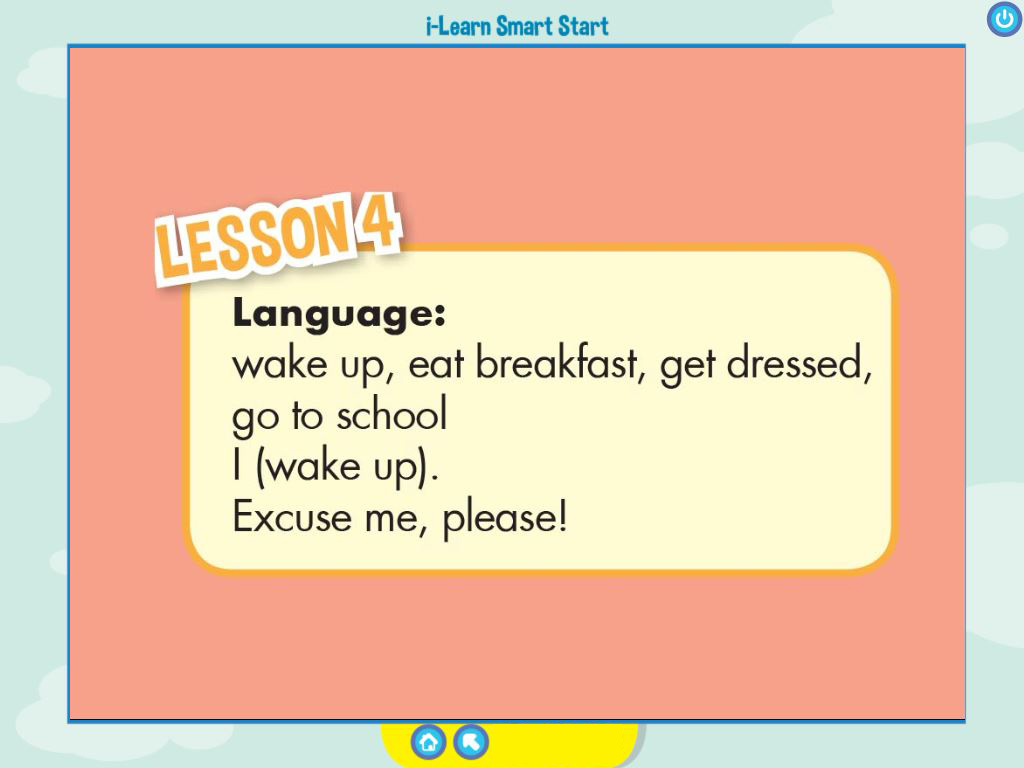 i-Learn Smart Start
LESSON 4
Language:
wake up, eat breakfast, get dressed,
go to school
I (wake up).
Excuse me, please!